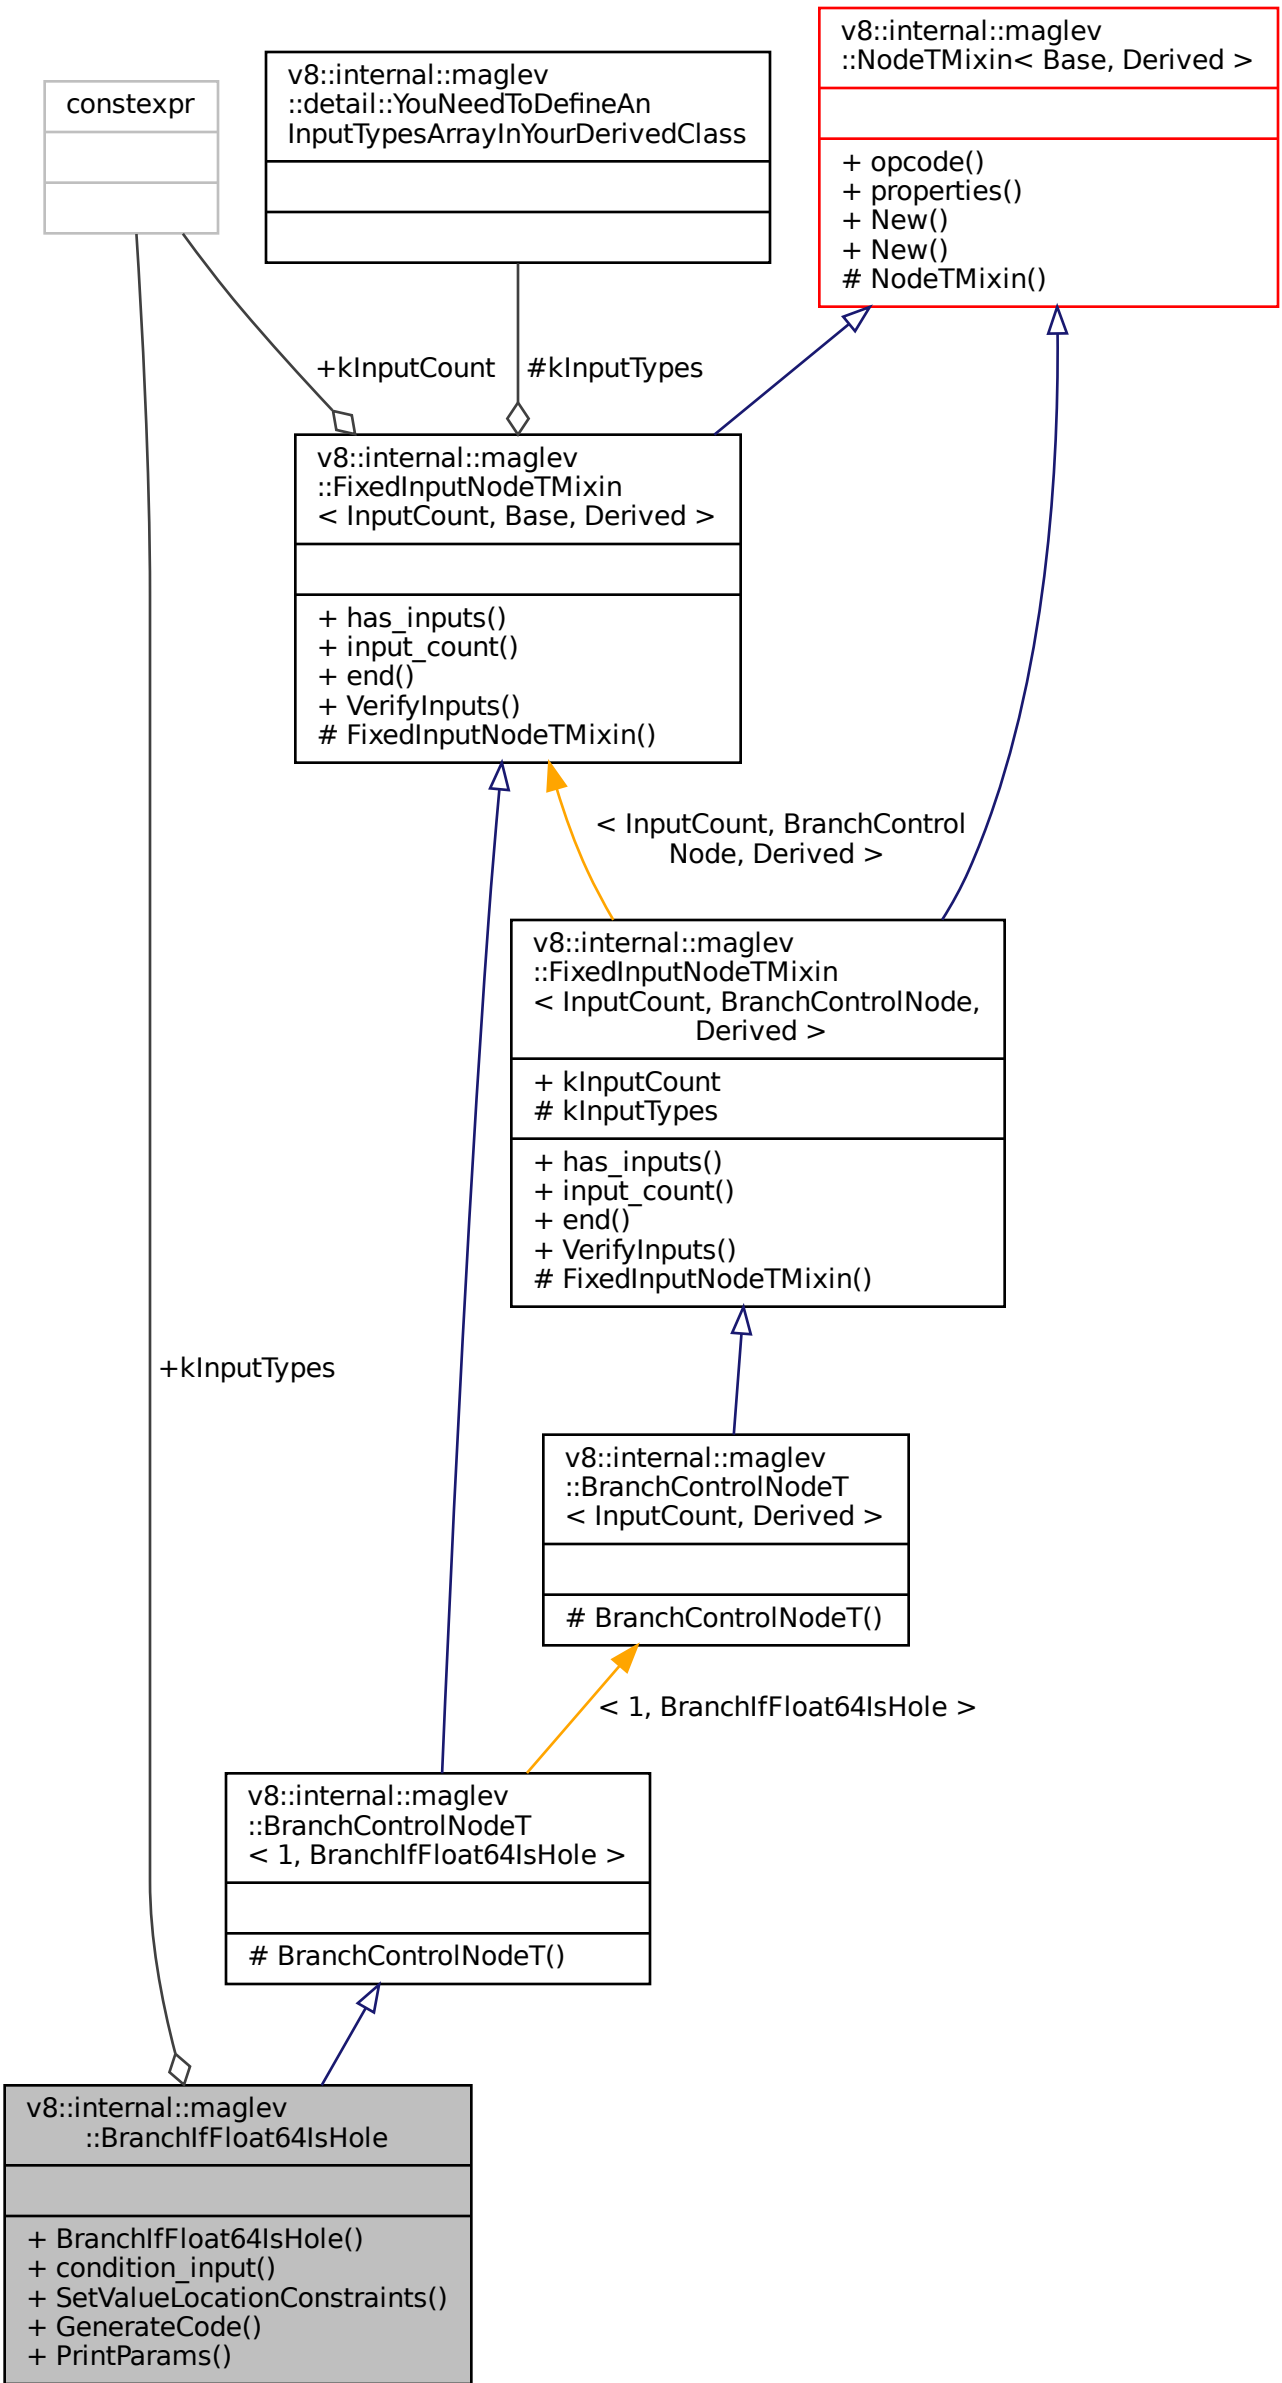 v8::internal::maglev
::NodeTMixin< Base, Derived >
+ opcode()
+ properties()
+ New()
+ New()
# NodeTMixin()
v8::internal::maglev
::detail::YouNeedToDefineAn
InputTypesArrayInYourDerivedClass
constexpr
+kInputCount
#kInputTypes
v8::internal::maglev
::FixedInputNodeTMixin
< InputCount, Base, Derived >
+ has_inputs()
+ input_count()
+ end()
+ VerifyInputs()
# FixedInputNodeTMixin()
< InputCount, BranchControl
Node, Derived >
v8::internal::maglev
::FixedInputNodeTMixin
< InputCount, BranchControlNode,
Derived >
+ kInputCount
# kInputTypes
+ has_inputs()
+ input_count()
+ end()
+ VerifyInputs()
# FixedInputNodeTMixin()
+kInputTypes
v8::internal::maglev
::BranchControlNodeT
< InputCount, Derived >
# BranchControlNodeT()
< 1, BranchIfFloat64IsHole >
v8::internal::maglev
::BranchControlNodeT
< 1, BranchIfFloat64IsHole >
# BranchControlNodeT()
v8::internal::maglev
::BranchIfFloat64IsHole
+ BranchIfFloat64IsHole()
+ condition_input()
+ SetValueLocationConstraints()
+ GenerateCode()
+ PrintParams()